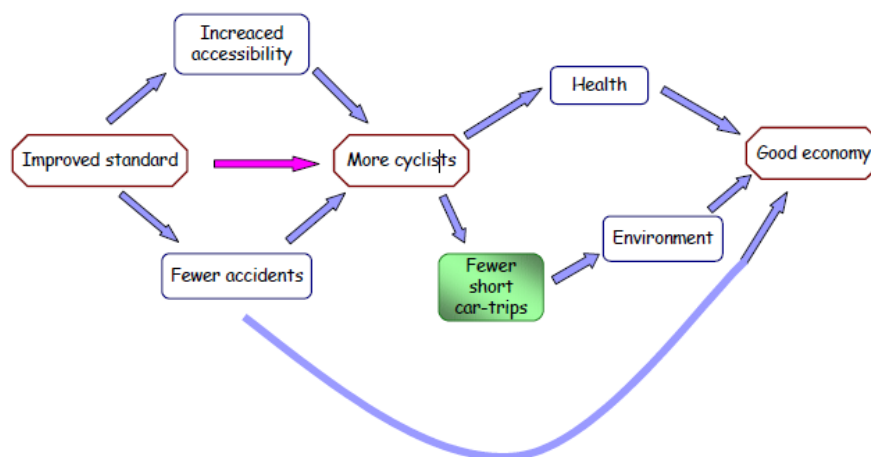 Increaced
accessibility
Improved standard
Fewer accidents
More cyclists
Health
Fewer
short
car-trips
Environment
Good economy